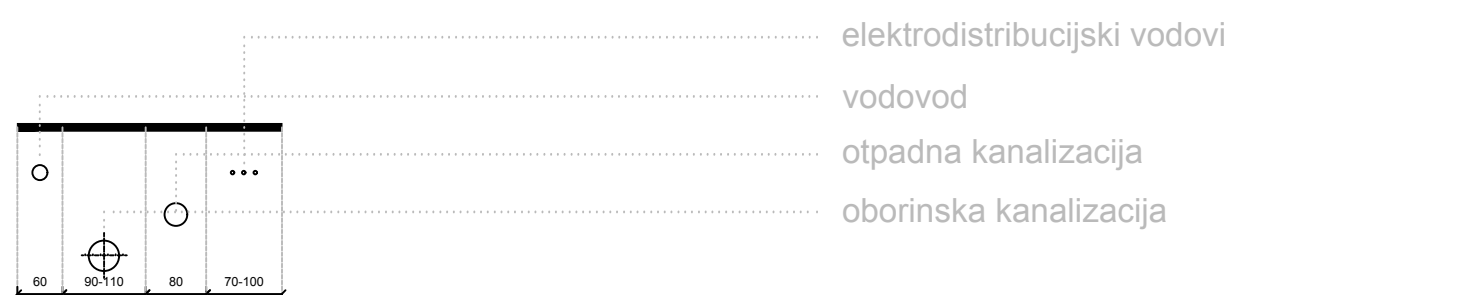 elektrodistribucijski vodovi
vodovod
otpadna kanalizacija
oborinska kanalizacija
60 90-110 80 70-100